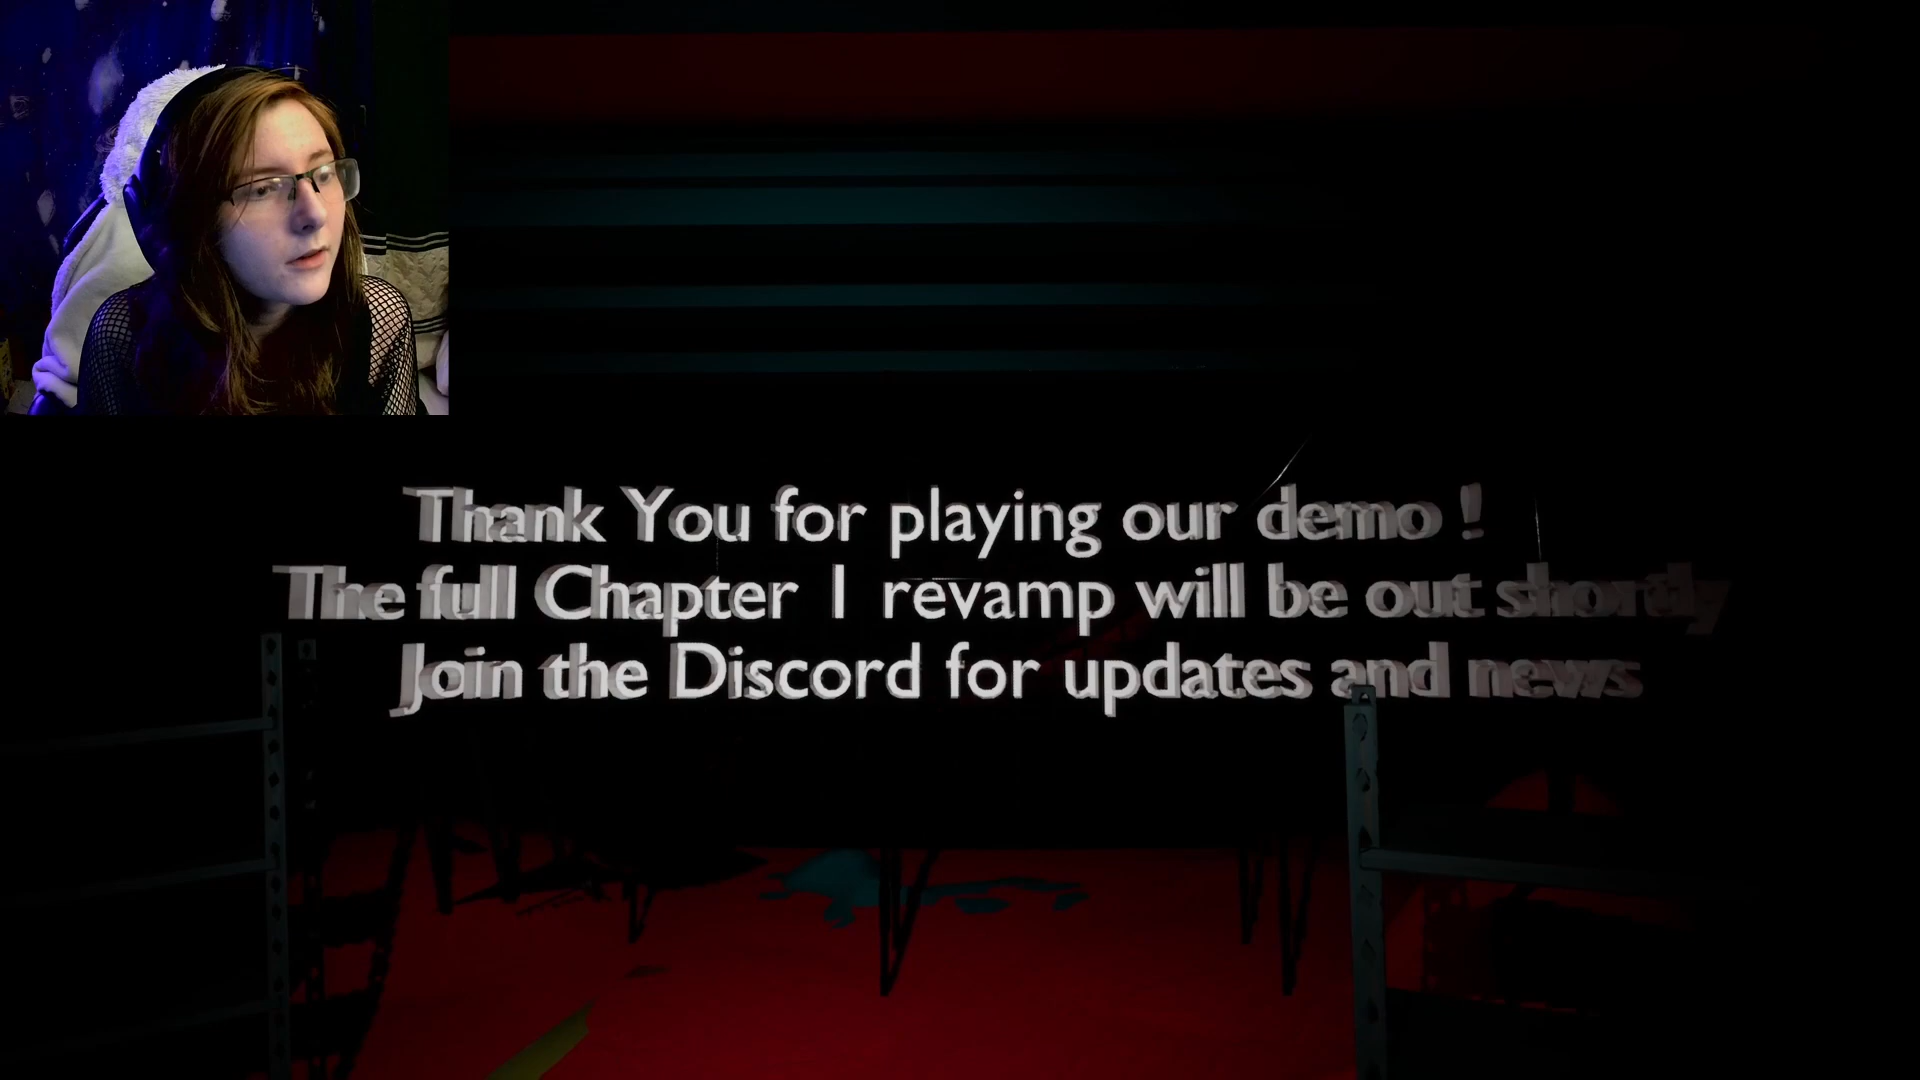 Thank You for playing our demo !
The full Chapter 1 revamp will be out shortly
Join the Discord for updates and news